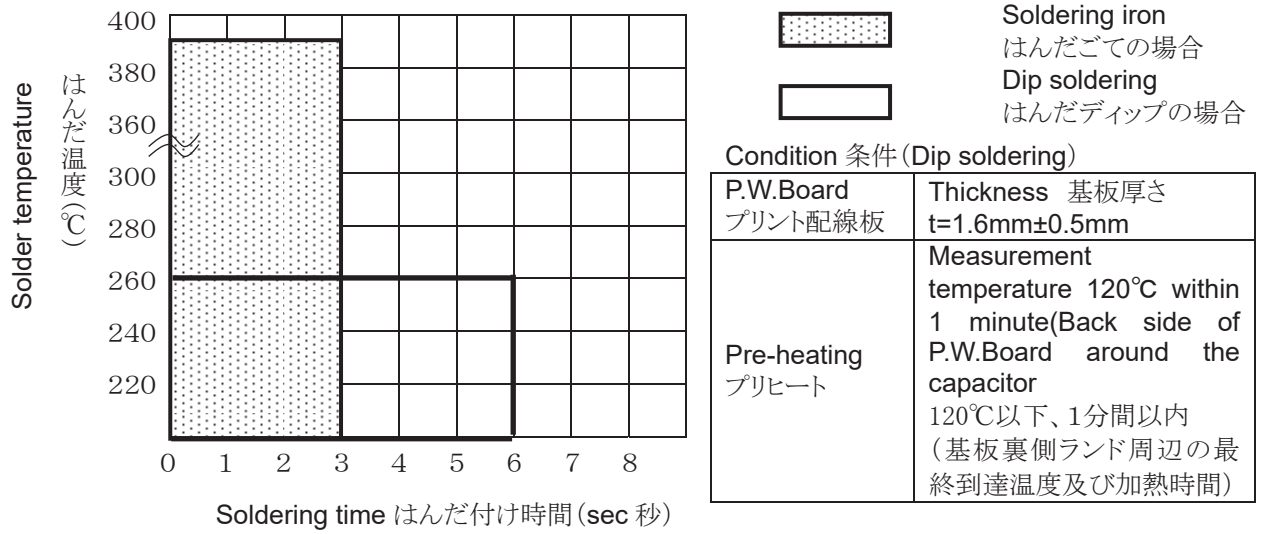 Solder temperature
はんだ温度(℃)
400
380
360
300
280
260
240
220
0 1 2 3 4 5 6 7 8
Soldering time はんだ付け時間(sec 秒)
Soldering iron
はんだごての場合
Dip soldering
はんだディップの場合
Condition 条件(Dip soldering)
P.W.Board
プリント配線板
Thickness 基板厚さ
t=1.6mm±0.5mm
Pre-heating
プリヒート
Measurement
temperature 120℃ within
1 minute(Back side of
P.W.Board around the
capacitor
120℃以下、1分間以内
(基板裏側ランド周辺の最
終到達温度及び加熱時間)